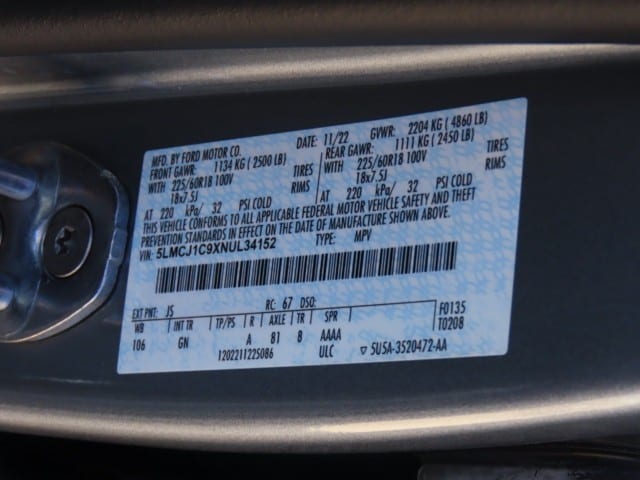 MFD. BY FORD MOTOR CO. DATE: 11/22 GVWR: 2204 KG (4860 LB)
FRONT GAWR: 1134 KG (2500 LB) REAR GAWR: 1111 KG (2450 LB)
WITH 225/60R18 100V TIRES WITH 225/60R18 100V TIRES
18x7.5J RIMS 18x7.5J RIMS
AT 220 kPa/ 32 PSI COLD AT 220 kPa/ 32 PSI COLD
THIS VEHICLE CONFORMS TO ALL APPLICABLE FEDERAL MOTOR VEHICLE SAFETY AND THEFT
PREVENTION STANDARDS IN EFFECT ON THE DATE OF MANUFACTURE SHOWN ABOVE.
VIN: 5LMCJ1C9XNUL34152 TYPE: MPV
EXT PNT: JS RC: 67 DSO: F0135
WB INT TR TP/PS R AXLE TR SPR T0208
106 GN A 81 8 AAAA
1202211225086 ULC ▽ 5U5A-3520472-AA